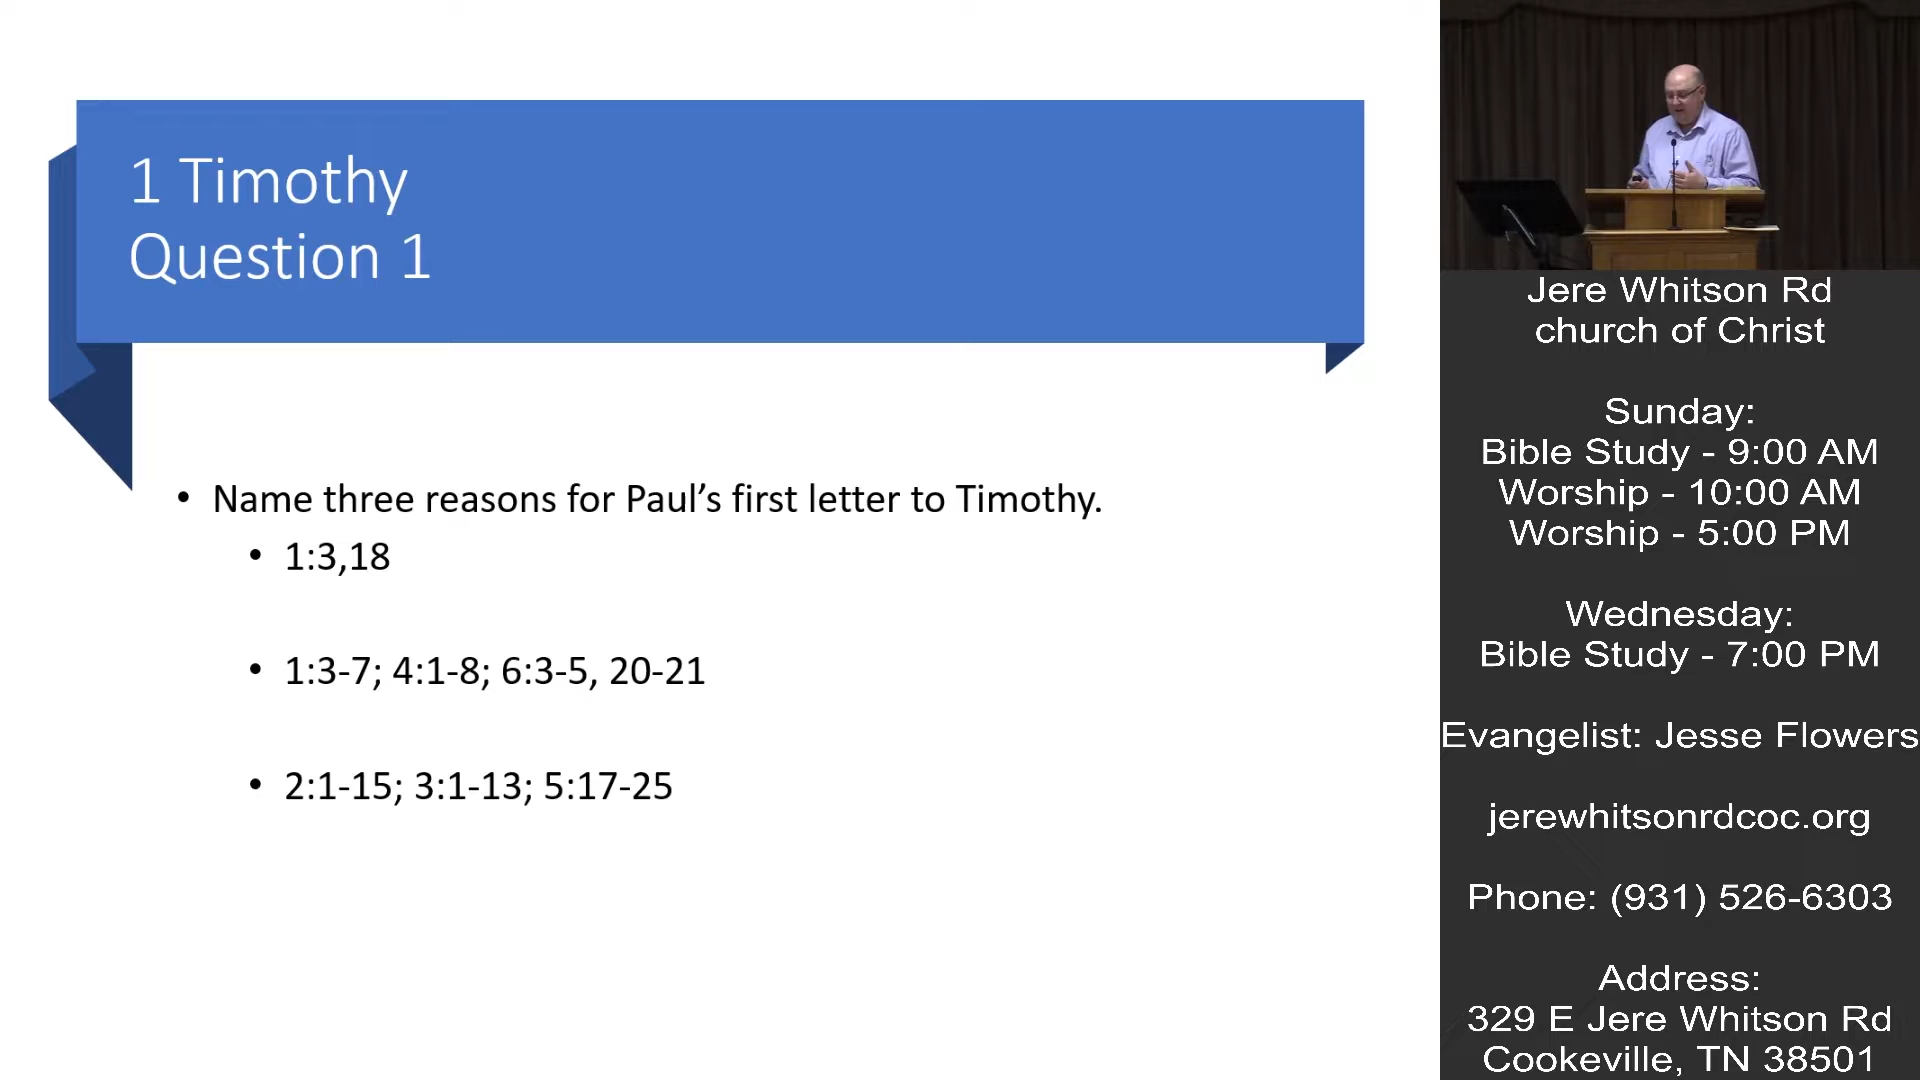 1 Timothy
Question 1
• Name three reasons for Paul’s first letter to Timothy.
• 1:3,18
• 1:3-7; 4:1-8; 6:3-5, 20-21
• 2:1-15; 3:1-13; 5:17-25
Jere Whitson Rd
church of Christ
Sunday:
Bible Study - 9:00 AM
Worship - 10:00 AM
Worship - 5:00 PM
Wednesday:
Bible Study - 7:00 PM
Evangelist: Jesse Flowers
jerewhitsonrdcoc.org
Phone: (931) 526-6303
Address:
329 E Jere Whitson Rd
Cookeville, TN 38501